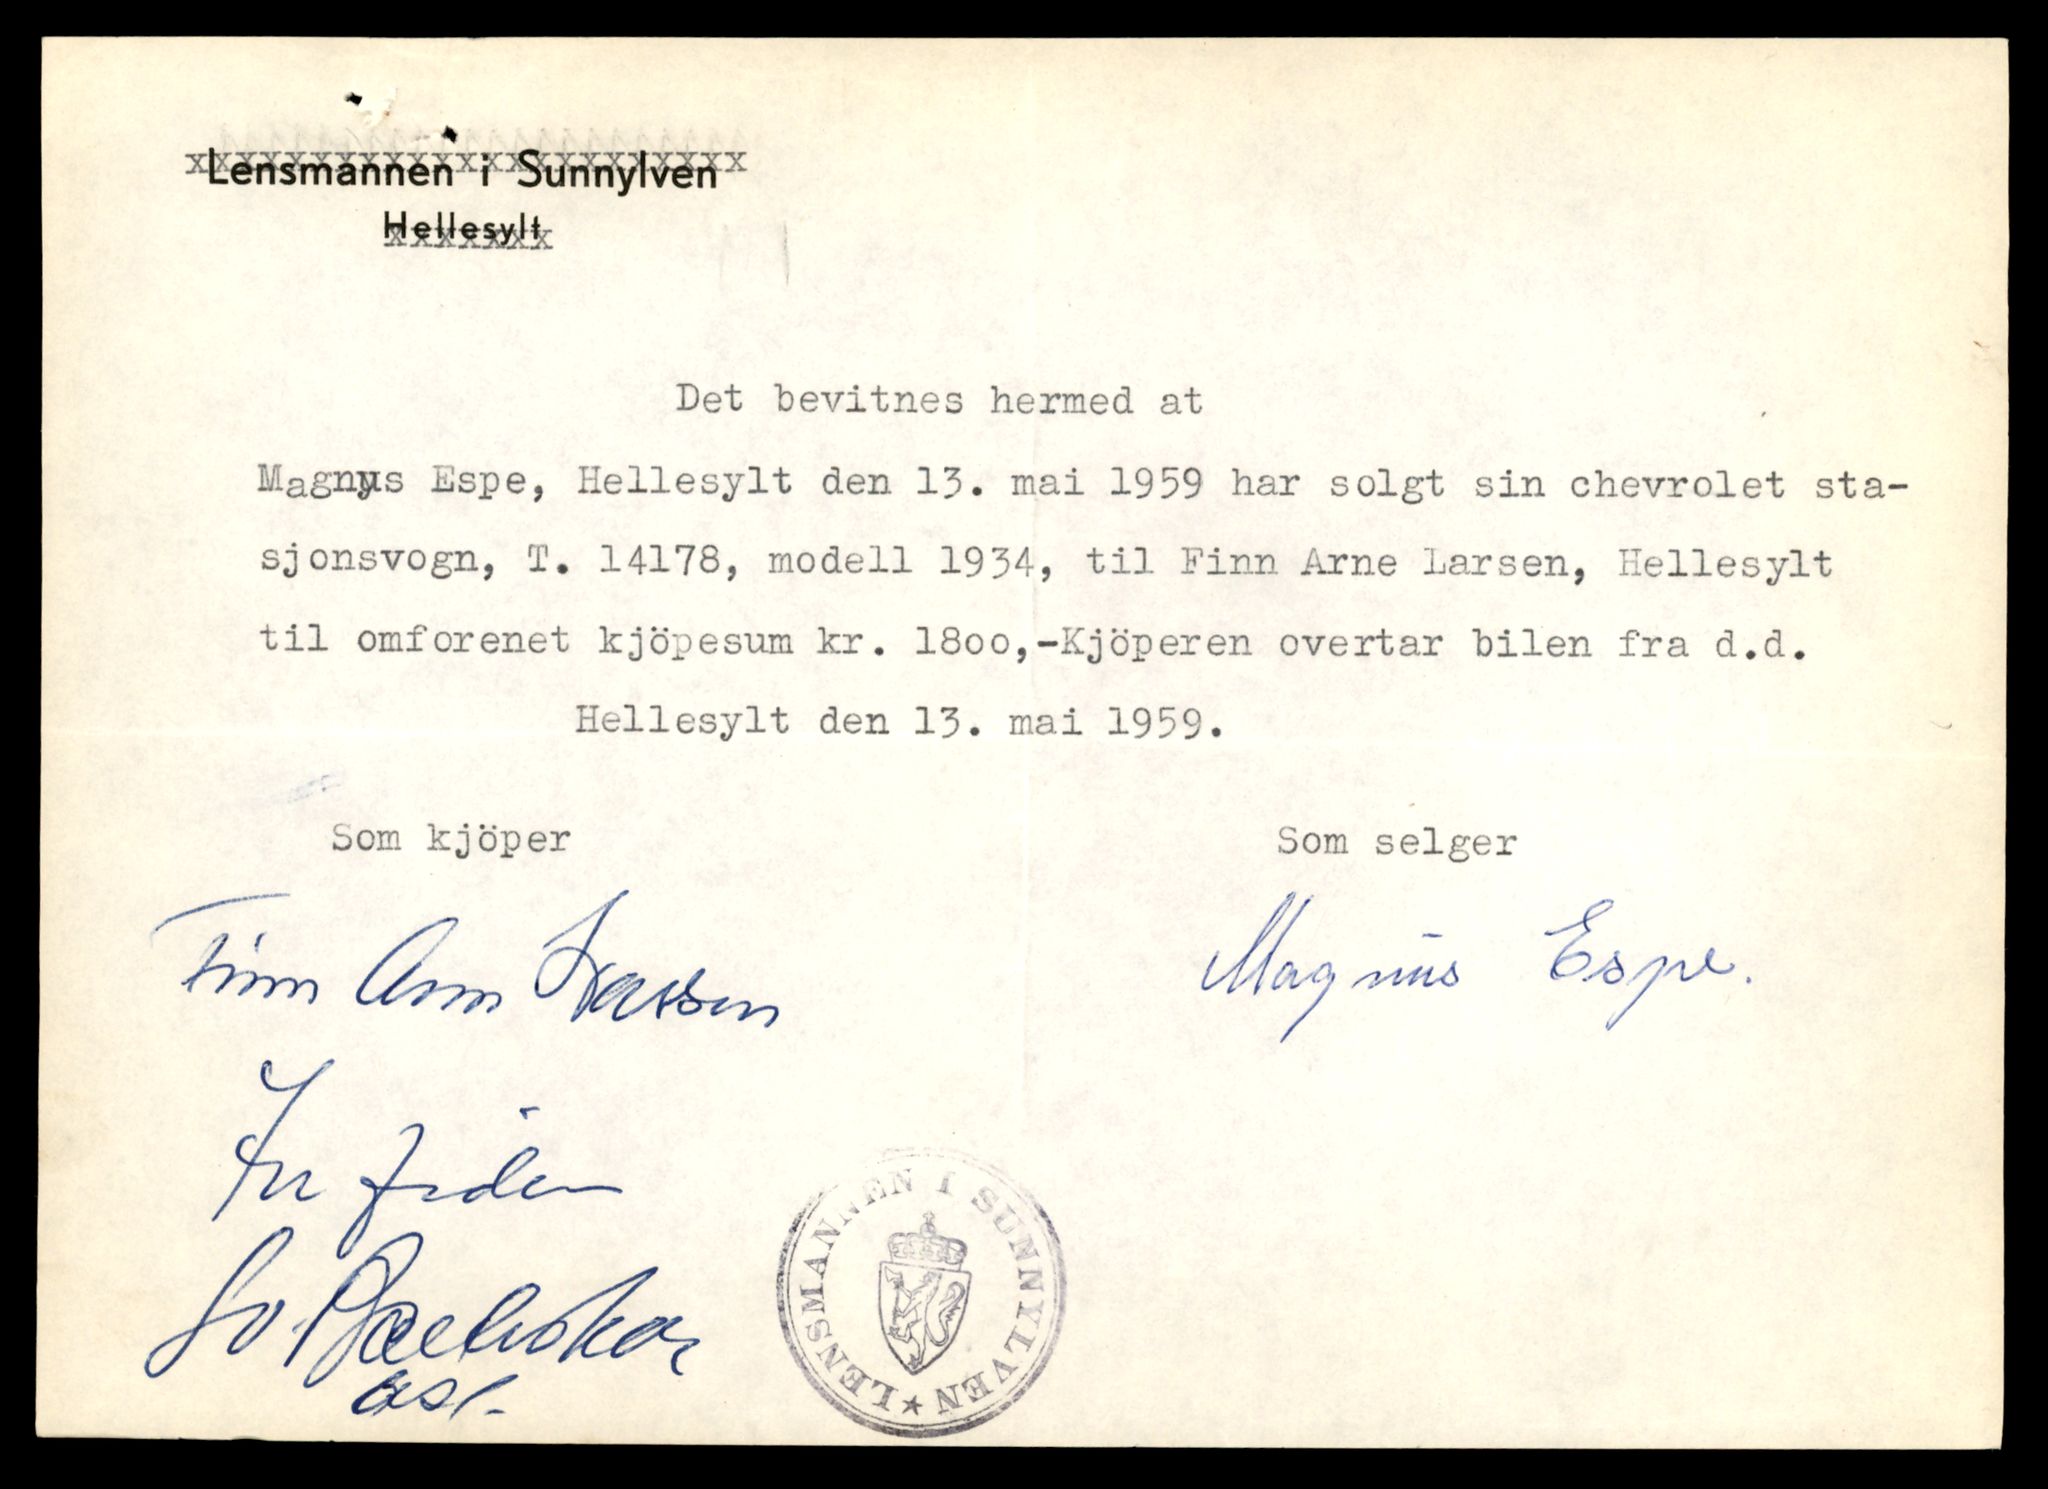 Lensmannen i Sunnylven
Hellesylt
Det bevitnes hermed at
Magnus Espe, Hellesylt den 13. mai 1959 har solgt sin chevrolet sta-
sjonsvogn, T. 14178, modell 1934, til Finn Arne Larsen, Hellesylt
til omforenet kjöpesum kr. 18oo,-Kjöperen overtar bilen fra d.d.
Hellesylt den 13. mai 1959.
Som kjöper
Som selger
Finn Arne Larsen
Magnus Espe.
LENSMANNEN I SUNNYLVEN